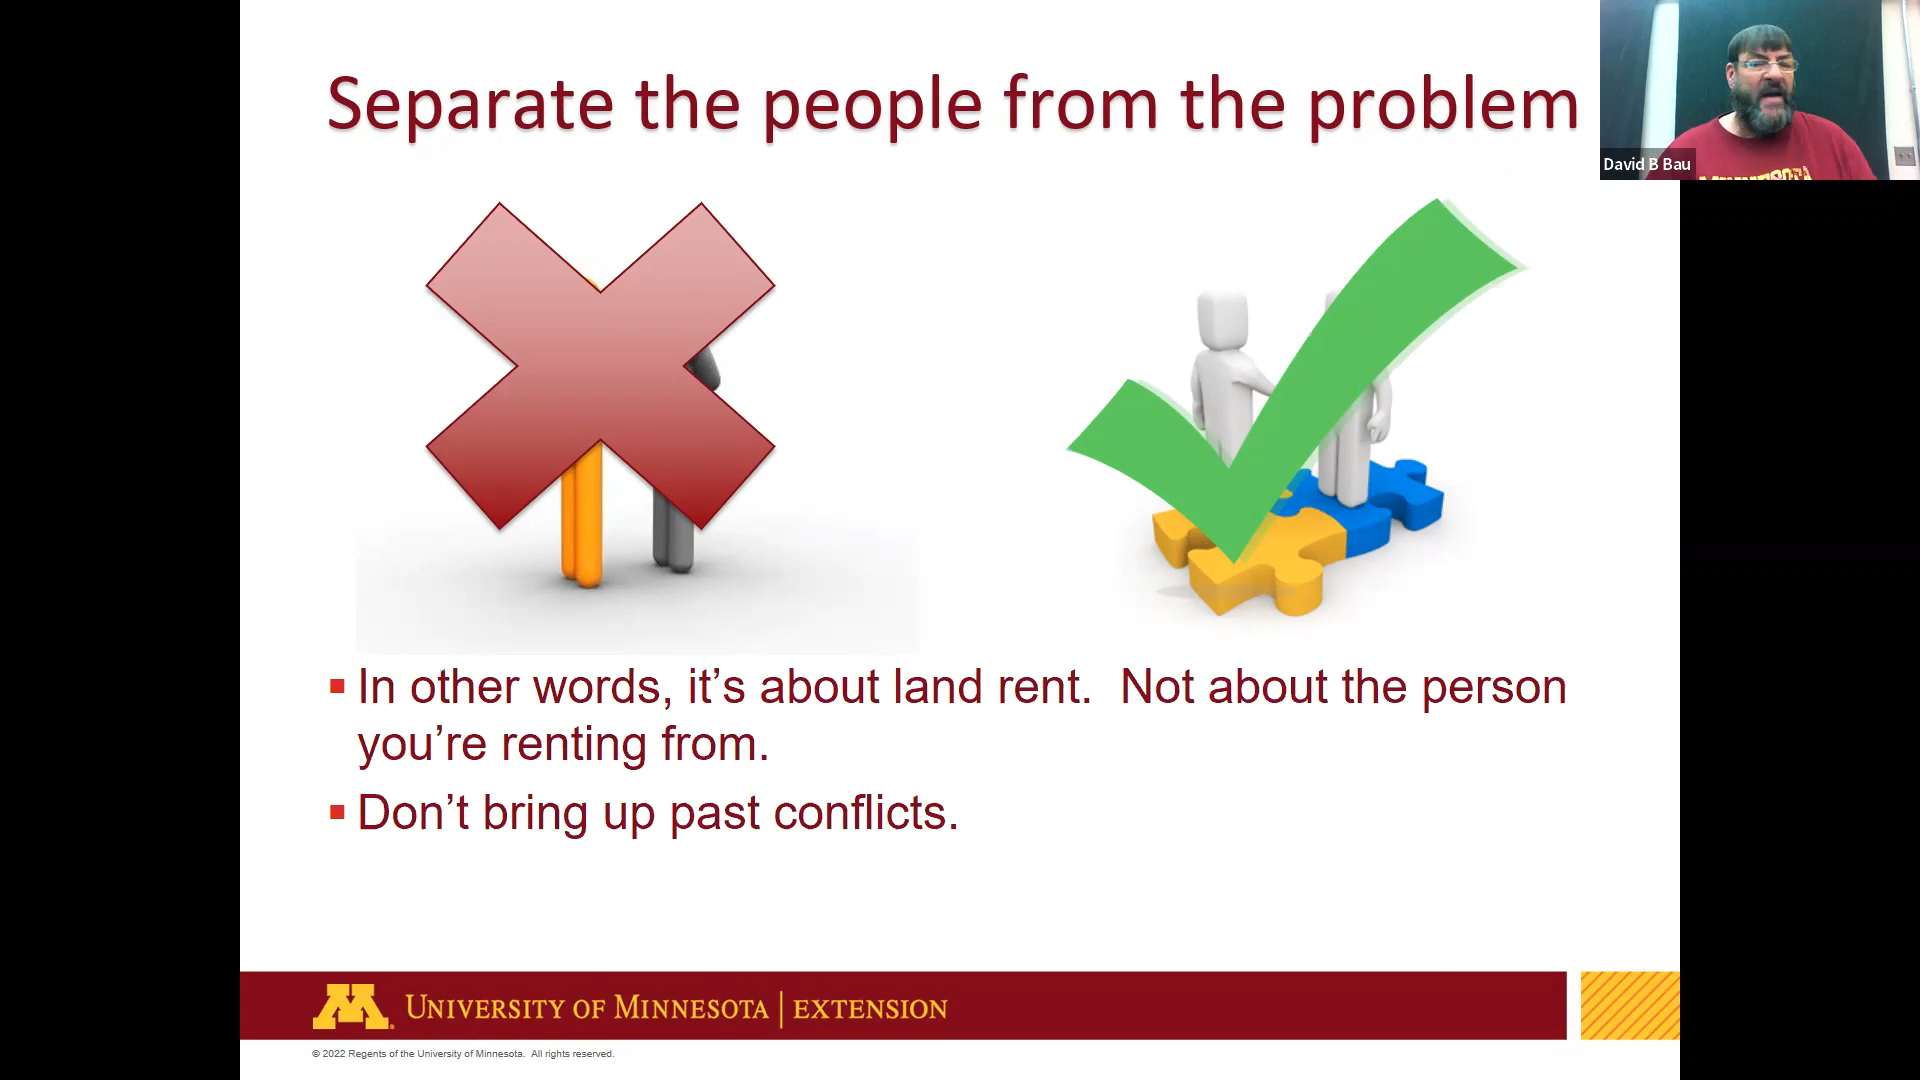 Separate the people from the problem
David B Bau
▪ In other words, it's about land rent.  Not about the person
you're renting from.
▪ Don't bring up past conflicts.
M. UNIVERSITY OF MINNESOTA | EXTENSION
© 2022 Regents of the University of Minnesota.  All rights reserved.